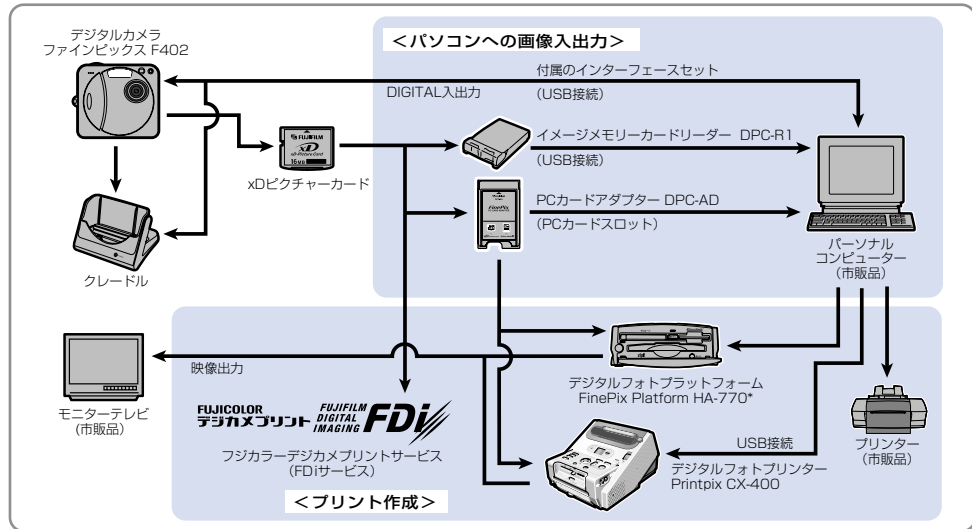 デジタルカメラ
ファインピックス F402
＜パソコンへの画像入出力＞
付属のインターフェースセット
DIGITAL入出力
（USB接続）
FUJIFILM
xD
xD-Picture Card
16MB
xDピクチャーカード
イメージメモリーカードリーダー DPC-R1
（USB接続）
FinePix
PCカードアダプター DPC-AD
（PCカードスロット）
クレードル
パーソナル
コンピューター
（市販品）
映像出力
モニターテレビ
（市販品）
デジタルフォトプラットフォーム
FinePix Platform HA-770*
FUJICOLOR
デジカメプリント
FUJIFILM
DIGITAL
IMAGING
FDi
フジカラーデジカメプリントサービス
（FDiサービス）
USB接続
プリンター
（市販品）
デジタルフォトプリンター
Printpix CX-400
＜プリント作成＞